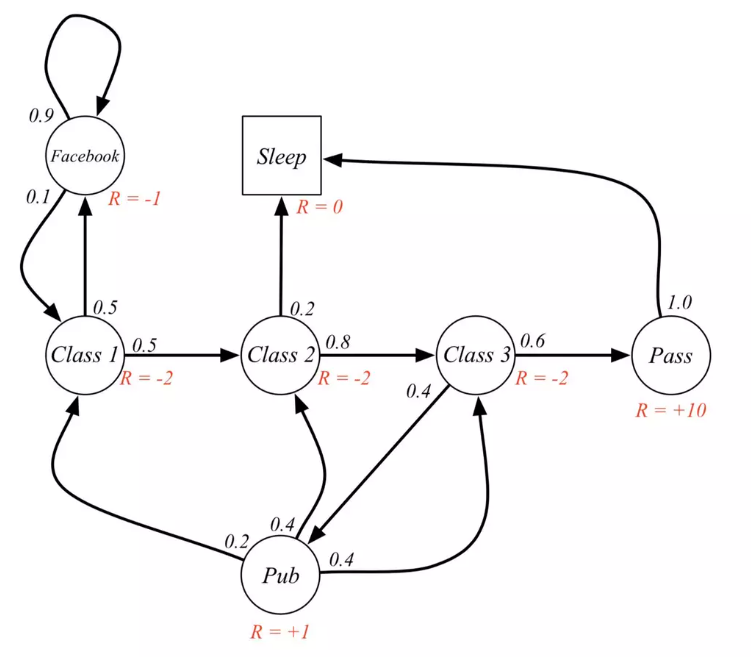 0.9
Facebook
0.1
R = -1
Sleep
R = 0
0.5
0.2
1.0
Class 1
0.5
R = -2
Class 2
0.8
R = -2
Class 3
0.6
R = -2
Pass
R = +10
0.4
0.2
0.4
0.4
Pub
R = +1